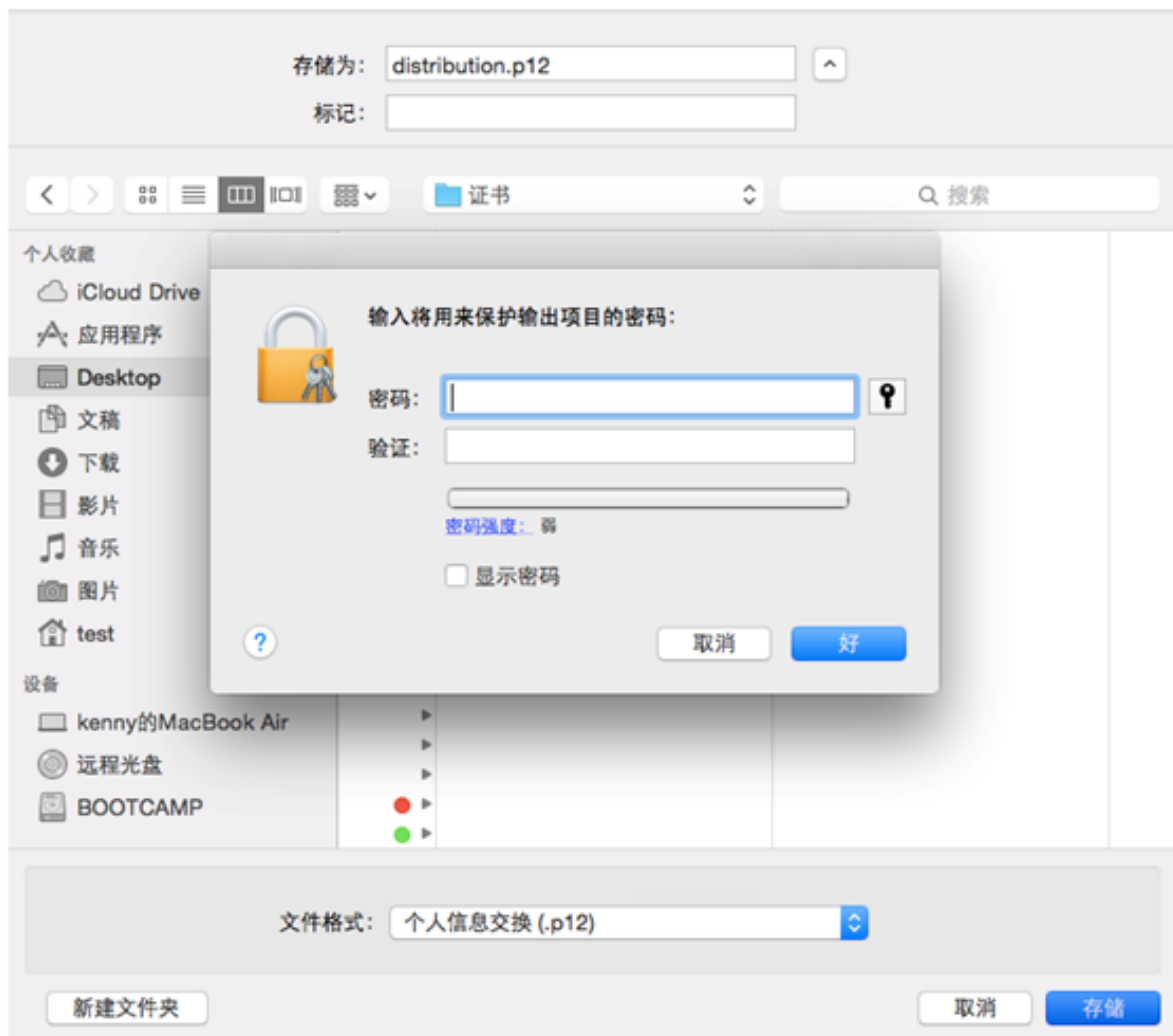 存储为： distribution.p12
标记：
证书
搜索
个人收藏
iCloud Drive
应用程序
Desktop
文稿
下载
影片
音乐
图片
test
设备
kenny的MacBook Air
远程光盘
BOOTCAMP
输入将用来保护输出项目的密码：
密码：
验证：
密码强度： 弱
显示密码
?
取消 好
文件格式： 个人信息交换 (.p12)
新建文件夹 取消 存储